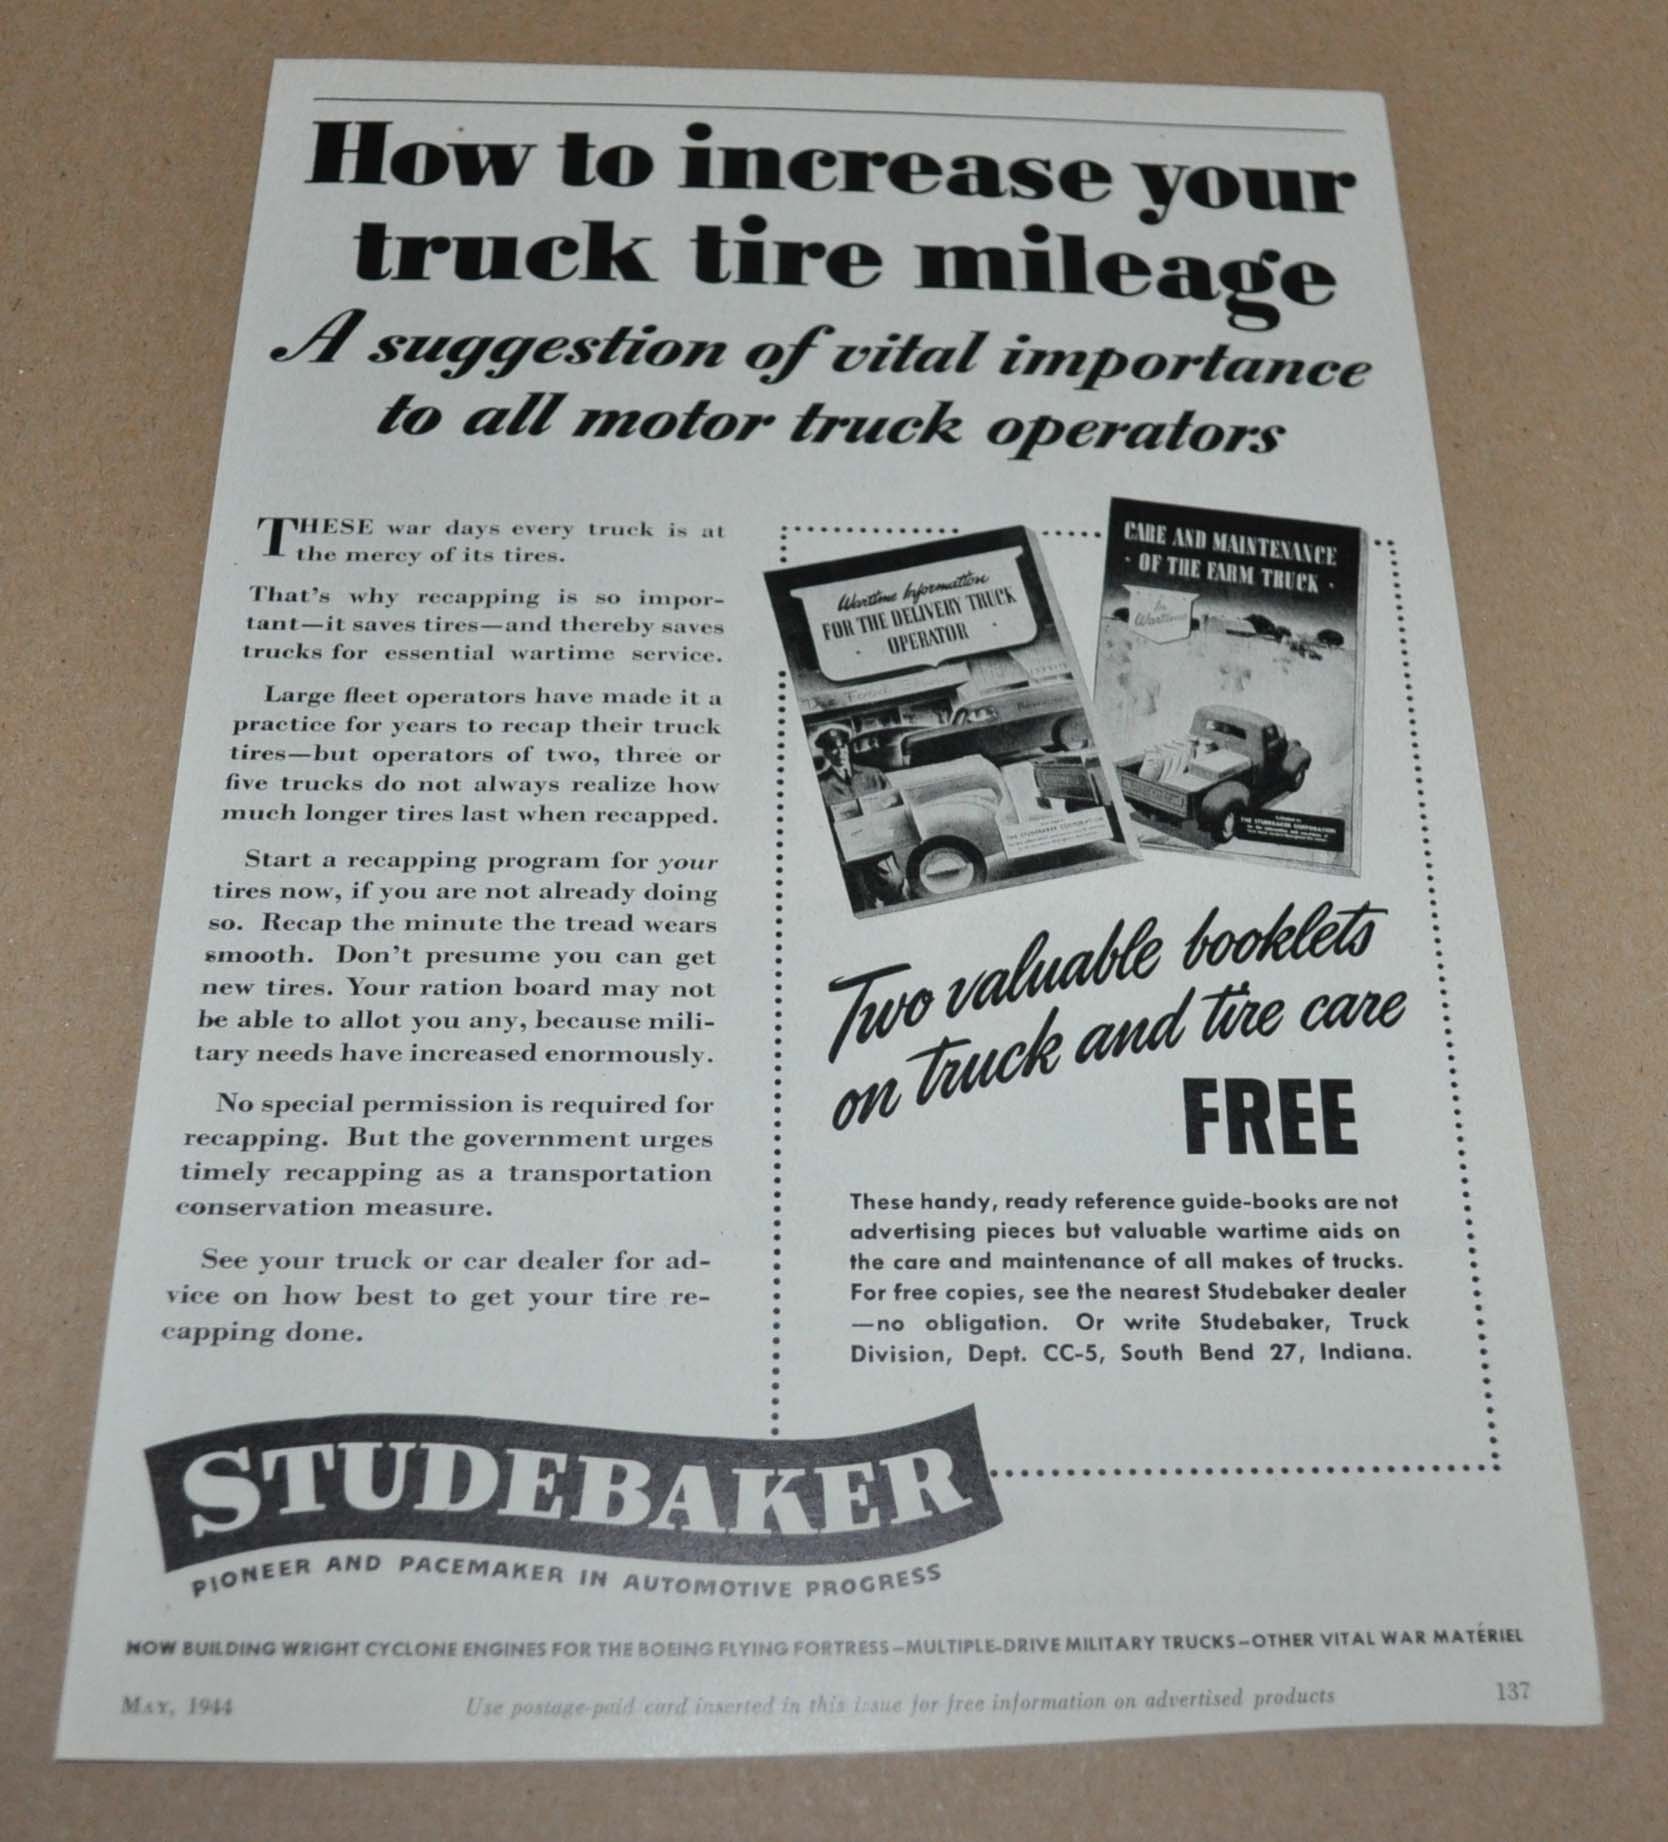 How to increase your
truck tire mileage
A suggestion of vital importance
to all motor truck operators
THESE war days every truck is at
the mercy of its tires.
That's why recapping is so impor-
tant—it saves tires—and thereby saves
trucks for essential wartime service.
Large fleet operators have made it a
practice for years to recap their truck
tires—but operators of two, three or
five trucks do not always realize how
much longer tires last when recapped.
Start a recapping program for your
tires now, if you are not already doing
so. Recap the minute the tread wears
smooth. Don't presume you can get
new tires. Your ration board may not
be able to allot you any, because mili-
tary needs have increased enormously.
No special permission is required for
recapping. But the government urges
timely recapping as a transportation
conservation measure.
See your truck or car dealer for ad-
vice on how best to get your tire re-
capping done.
Wartime Information
FOR THE DELIVERY TRUCK
OPERATOR
THE STUDEBAKER CORPORATION
CARE AND MAINTENANCE
· OF THE FARM TRUCK ·
In
Wartime
THE STUDEBAKER CORPORATION
Two valuable booklets
on truck and tire care
FREE
These handy, ready reference guide-books are not
advertising pieces but valuable wartime aids on
the care and maintenance of all makes of trucks.
For free copies, see the nearest Studebaker dealer
—no obligation. Or write Studebaker, Truck
Division, Dept. CC-5, South Bend 27, Indiana.
STUDEBAKER
PIONEER AND PACEMAKER IN AUTOMOTIVE PROGRESS
NOW BUILDING WRIGHT CYCLONE ENGINES FOR THE BOEING FLYING FORTRESS—MULTIPLE-DRIVE MILITARY TRUCKS—OTHER VITAL WAR MATÉRIEL
MAY, 1944
Use postage-paid card inserted in this issue for free information on advertised products
137